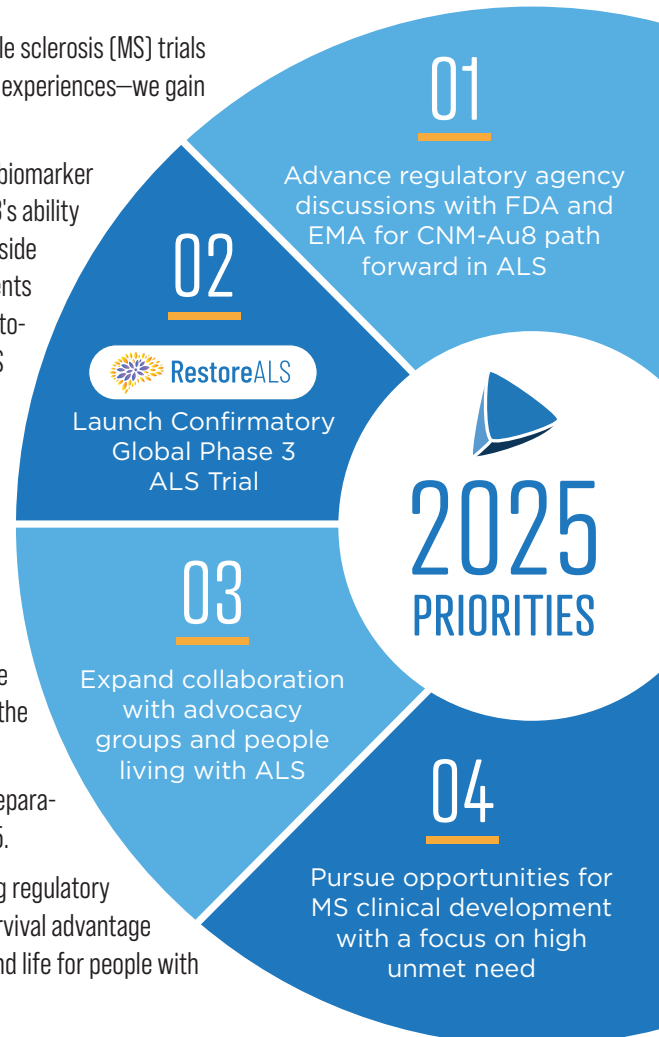 le sclerosis (MS) trials
experiences—we gain
biomarker
's ability
side
ents
to-
S
e
the
epara-
5.
g regulatory
rvival advantage
nd life for people with
01
Advance regulatory agency
discussions with FDA and
EMA for CNM-Au8 path
forward in ALS
02
RestoreALS
Launch Confirmatory
Global Phase 3
ALS Trial
03
Expand collaboration
with advocacy
groups and people
living with ALS
04
Pursue opportunities for
MS clinical development
with a focus on high
unmet need
2025
PRIORITIES